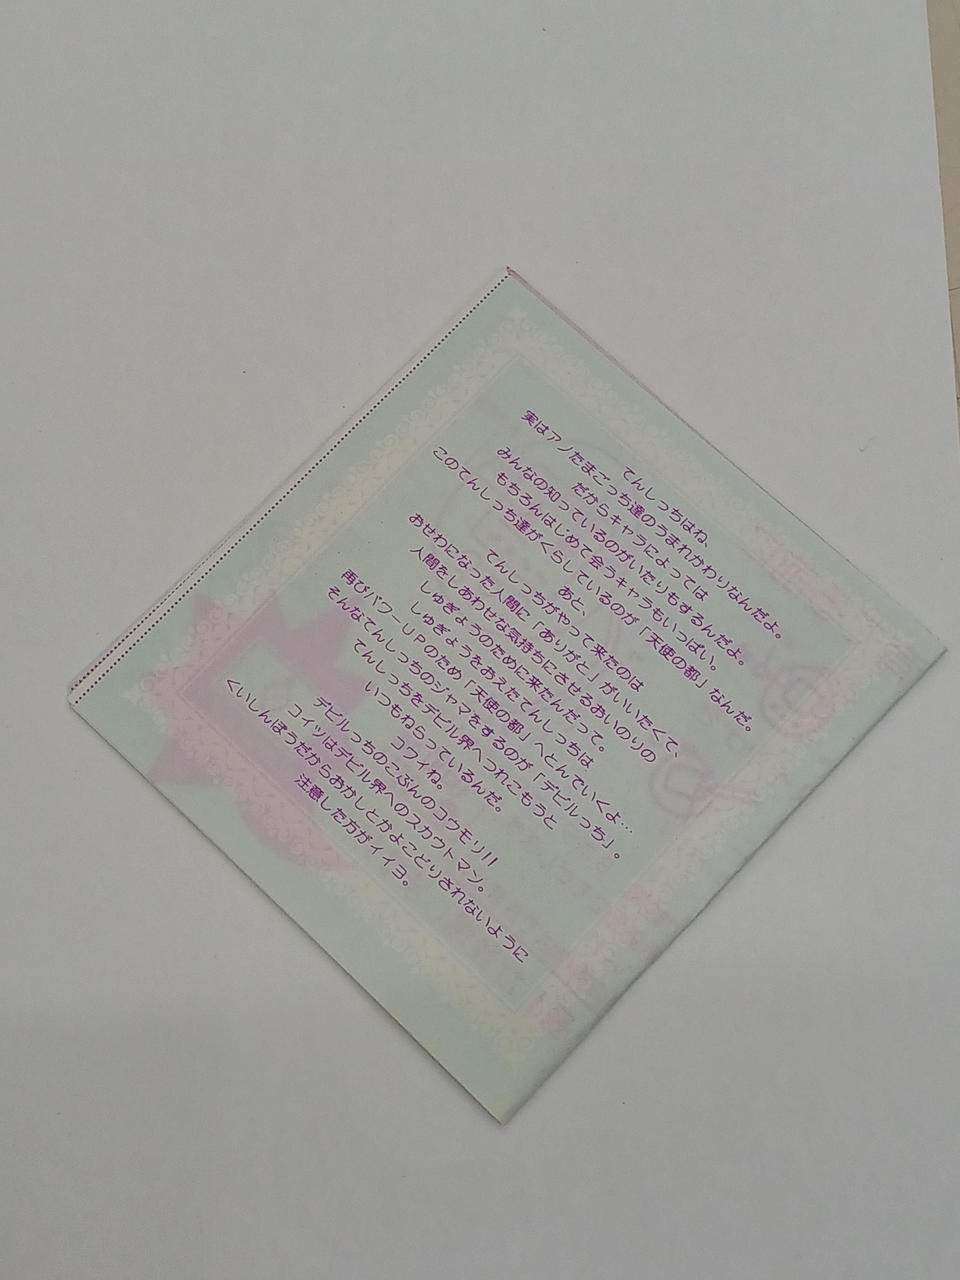 てんしっちはね、
実はアノたまごっち達のうまれかわりなんだよ。
だからキャラによっては
みんなの知っているのがいたりもするんだよ。
もちろんはじめて会うキャラもいっぱい。
このてんしっち達がくらしているのが「天使の都」なんだ。
あと、
てんしっちがやって来たのは
おせわになった人間に「ありがと」がいいたくて、
人間をしあわせな気持ちにさせるおいのりの
しゅぎょうのために来たんだって。
しゅぎょうをおえたてんしっちは
再びパワーUPのため「天使の都」へとんでいくよ…
そんなてんしっちのジャマをするのが「デビルっち」。
てんしっちをデビル界へつれこもうと
いつもねらっているんだ。
コワイね。
デビルっちのこぶんのコウモリ!!
コイツはデビル界へのスカウトマン。
くいしんぼうだからおかしとかよこどりされないように
注意した方がイイヨ。